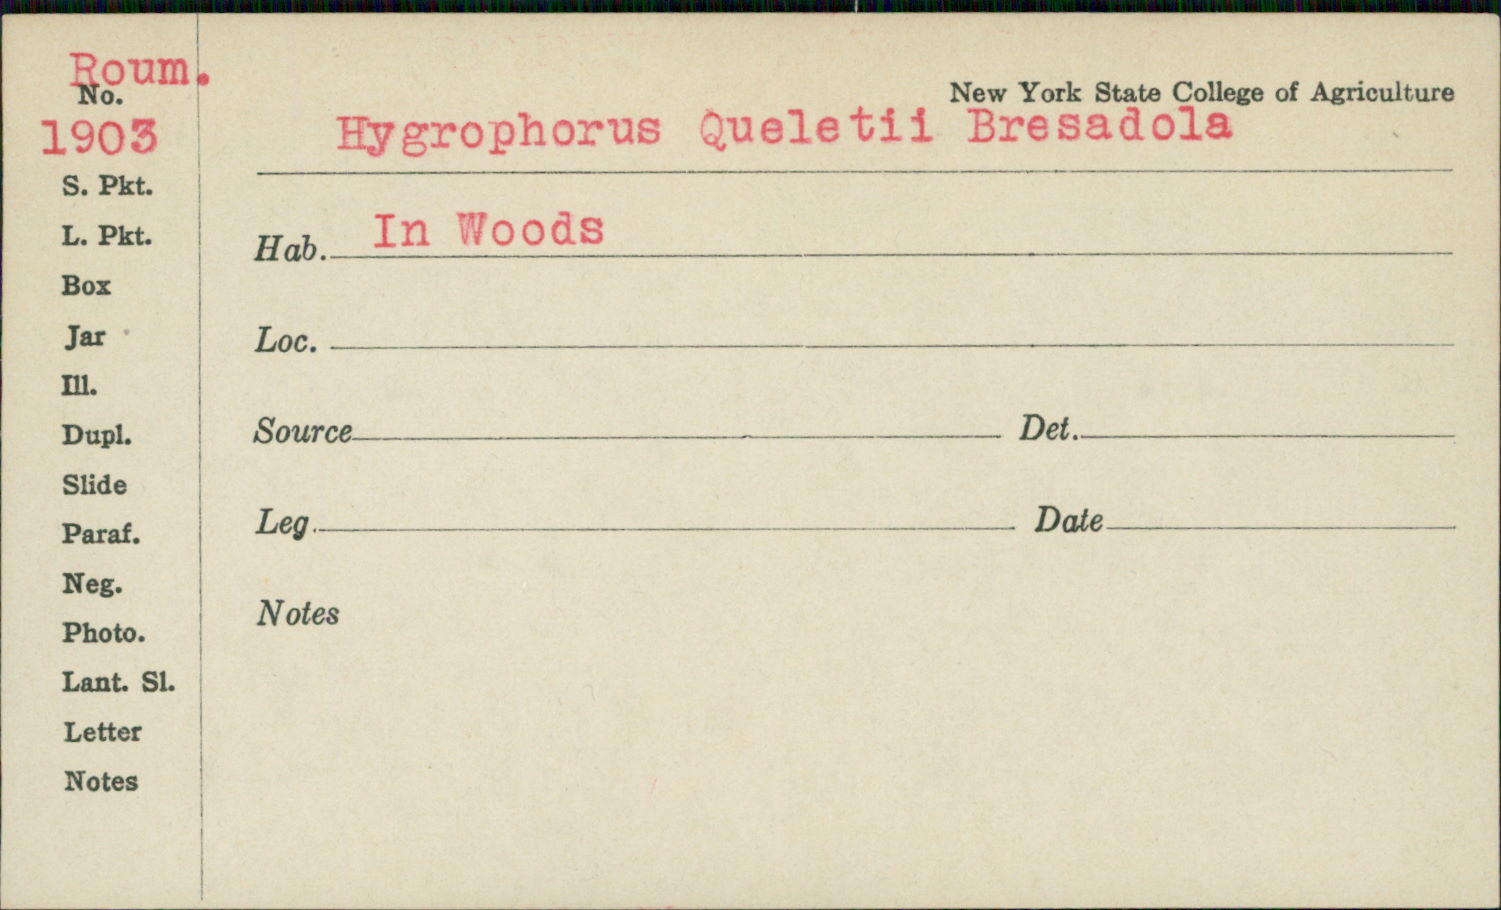 Roum.
No.
1903
S. Pkt.
L. Pkt.
Box
Jar
Ill.
Dupl.
Slide
Paraf.
Neg.
Photo.
Lant. Sl.
Letter
Notes
New York State College of Agriculture
Hygrophorus Queletii Bresadola
Hab. In Woods
Loc.
Source Det.
Leg. Date
Notes